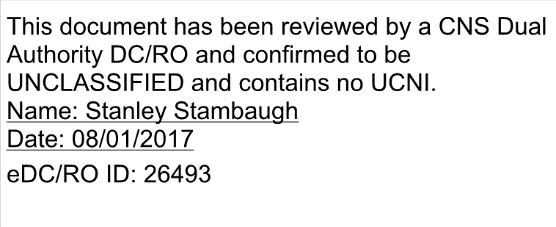 This document has been reviewed by a CNS Dual
Authority DC/RO and confirmed to be
UNCLASSIFIED and contains no UCNI.
Name: Stanley Stambaugh
Date: 08/01/2017
eDC/RO ID: 26493